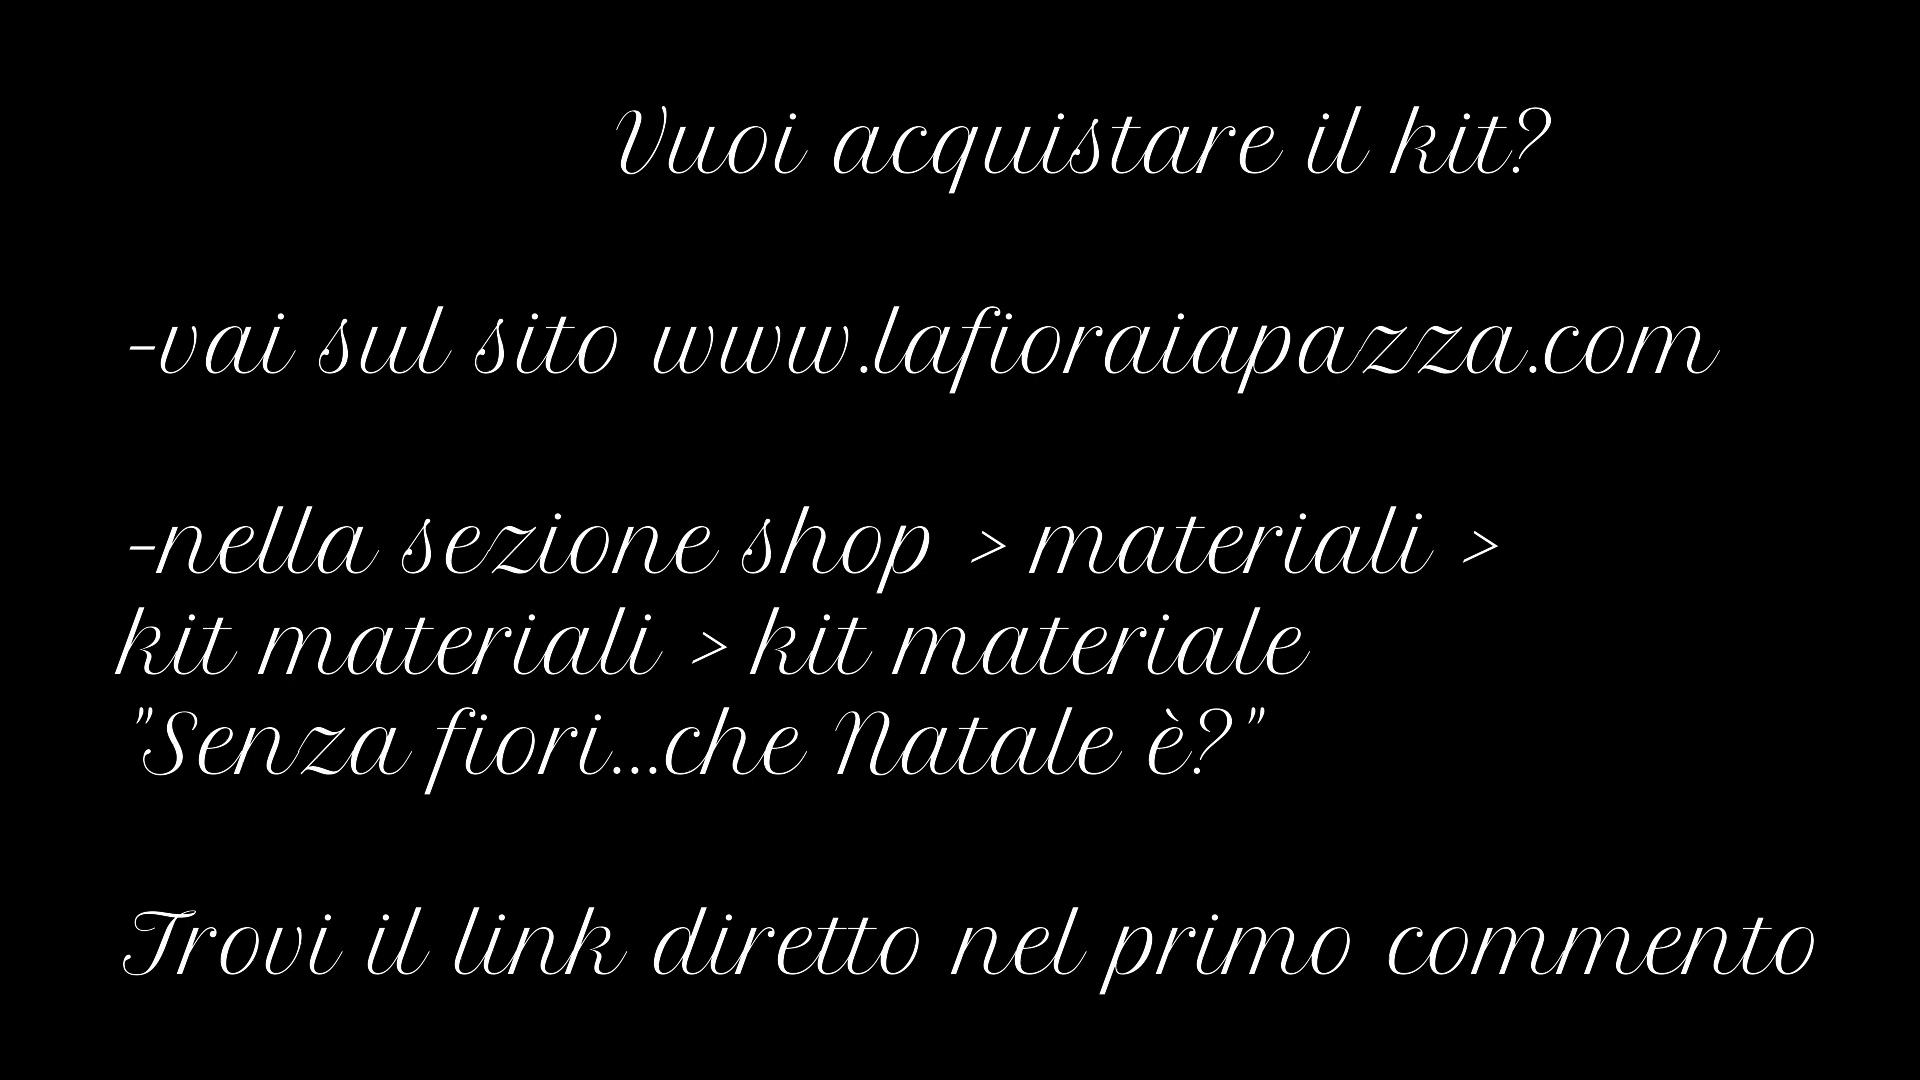 Vuoi acquistare il kit?
-vai sul sito www.lafioraiapazza.com
-nella sezione shop > materiali >
kit materiali > kit materiale
"Senza fiori...che Natale è?"
Trovi il link diretto nel primo commento